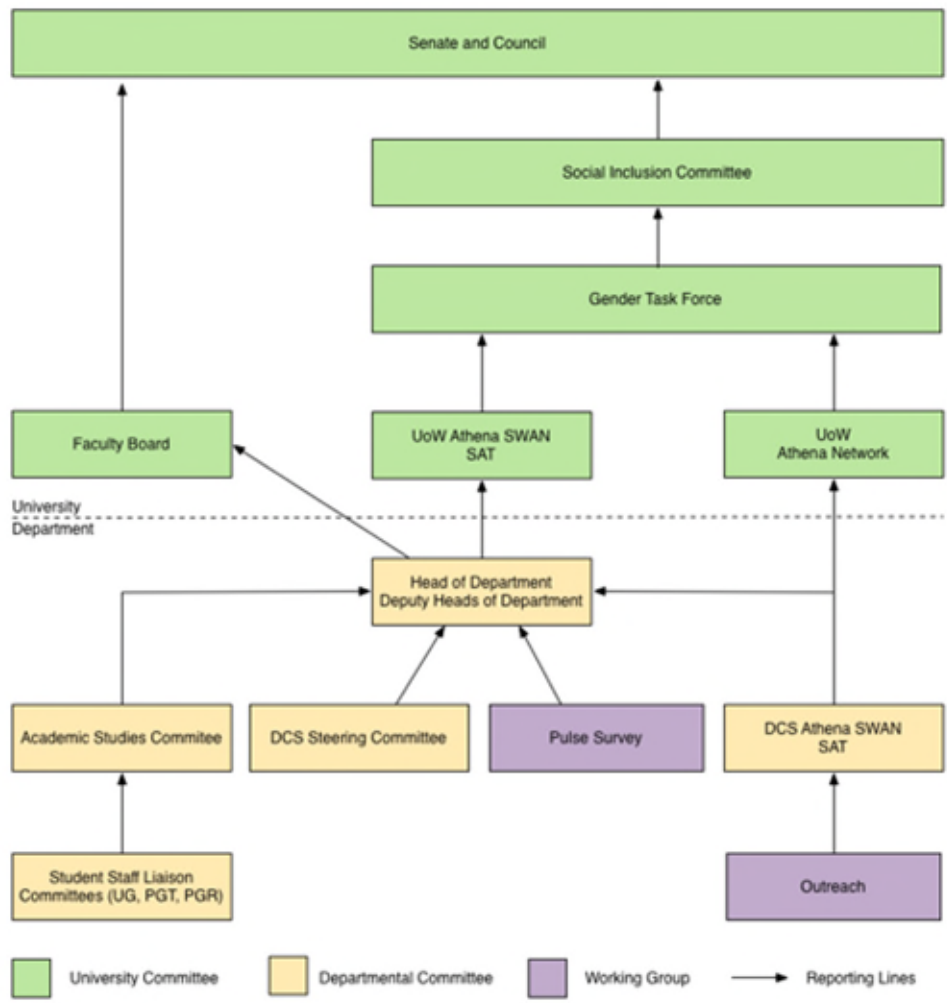 Senate and Council
Social Inclusion Committee
Gender Task Force
Faculty Board
UoW Athena SWAN
SAT
UoW
Athena Network
University
Department
Head of Department
Deputy Heads of Department
Academic Studies Commitee
DCS Steering Committee
Pulse Survey
DCS Athena SWAN
SAT
Student Staff Liaison
Committees (UG, PGT, PGR)
Outreach
University Committee
Departmental Committee
Working Group
Reporting Lines